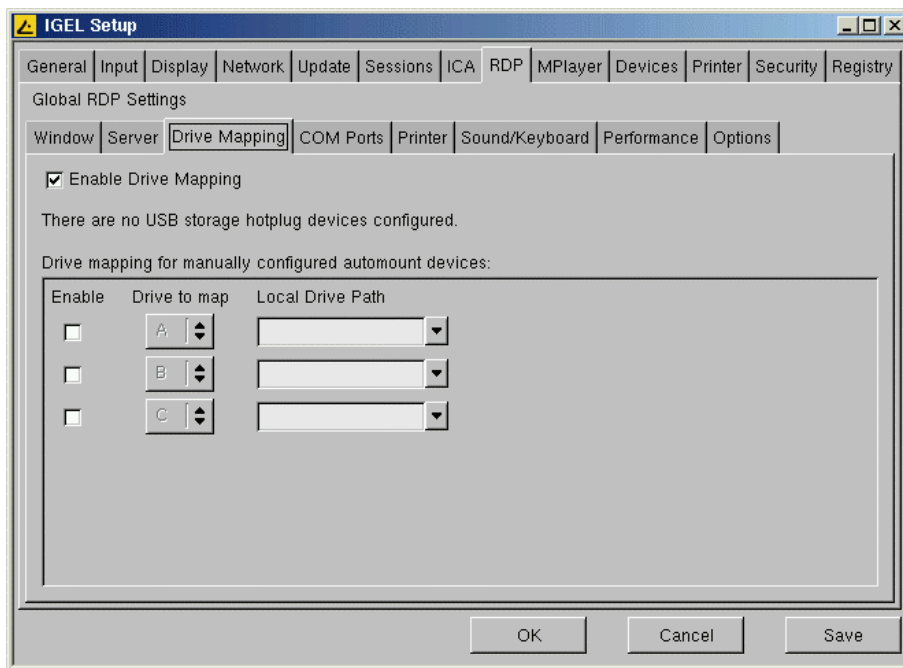 IGEL Setup
General Input Display Network Update Sessions ICA RDP MPlayer Devices Printer Security Registry
Global RDP Settings
Window Server Drive Mapping COM Ports Printer Sound/Keyboard Performance Options
Enable Drive Mapping
There are no USB storage hotplug devices configured.
Drive mapping for manually configured automount devices:
Enable Drive to map Local Drive Path
A
B
C
OK Cancel Save